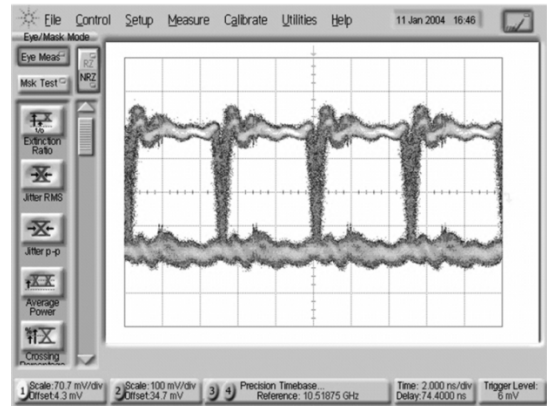 File Control Setup Measure Calibrate Utilities Help 11 Jan 2004 16:46
Eye/Mask Mode
Eye Meas
RZ
NRZ
Msk Test
Extinction
Ratio
Jitter RMS
Jitter p-p
Average
Power
Crossing
1 Scale:70.7 mV/div
Offset:4.3 mV
2 Scale:100 mV/div
Offset:34.7 mV
3 4
Precision Timebase...
Reference: 10.51875 GHz
Time: 2.000 ns/div
Delay:74.4000 ns
Trigger Level:
6 mV